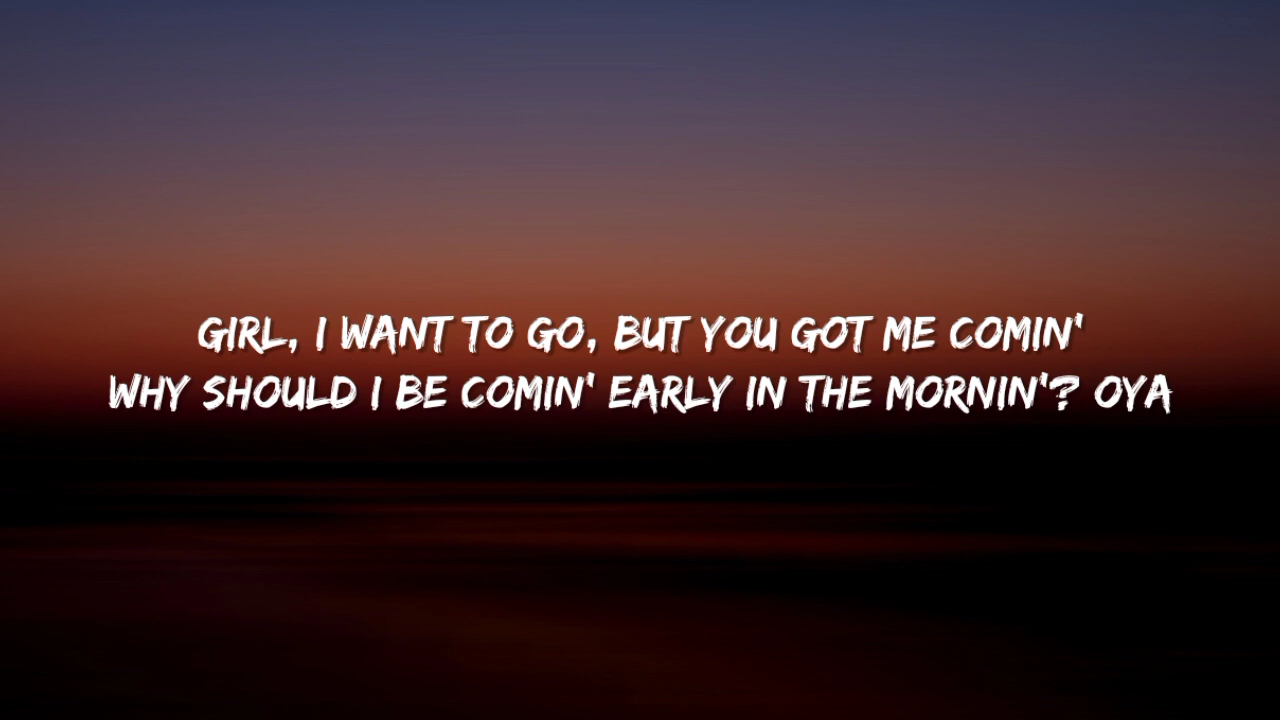 GIRL, I WANT TO GO, BUT YOU GOT ME COMIN'
WHY SHOULD I BE COMIN' EARLY IN THE MORNIN'? OYA